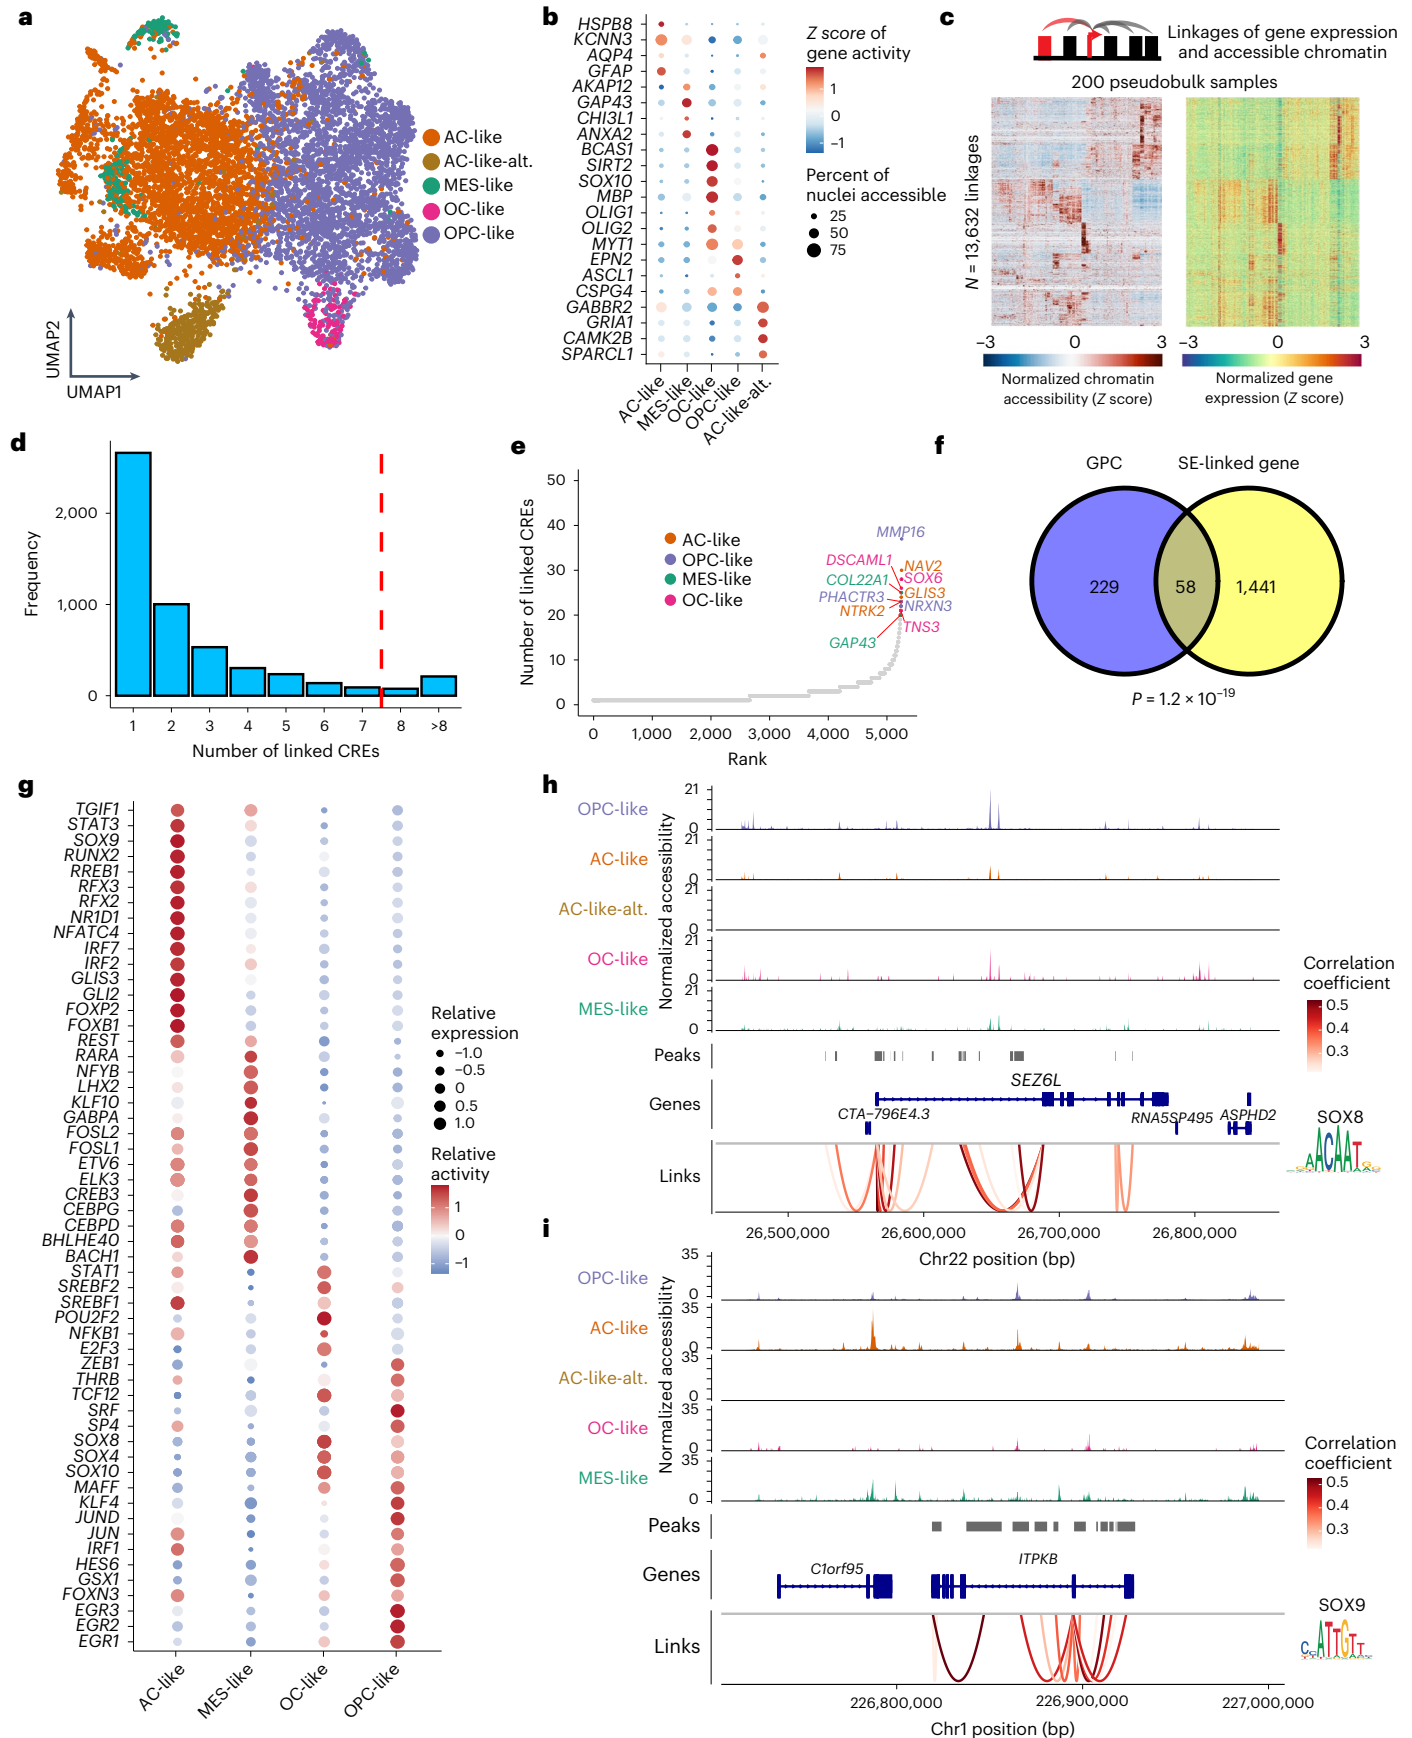 a
AC-like
AC-like-alt.
MES-like
OC-like
OPC-like
UMAP2
UMAP1
b
HSPB8
KCNN3
AQP4
GFAP
AKAP12
GAP43
CHI3L1
ANXA2
BCAS1
SIRT2
SOX10
MBP
OLIG1
OLIG2
MYT1
EPN2
ASCL1
CSPG4
GABBR2
GRIA1
CAMK2B
SPARCL1
AC-like
MES-like
OC-like
OPC-like
AC-like-alt.
Z score of
gene activity
1
0
−1
Percent of
nuclei accessible
25
50
75
c
Linkages of gene expression
and accessible chromatin
200 pseudobulk samples
N = 13,632 linkages
−3 0 3
Normalized chromatin
accessibility (Z score)
−3 0 3
Normalized gene
expression (Z score)
d
Frequency
2,000
1,000
0
1 2 3 4 5 6 7 8 >8
Number of linked CREs
e
Number of linked CREs
50
40
30
20
10
0
AC-like
OPC-like
MES-like
OC-like
MMP16
DSCAML1
NAV2
COL22A1
SOX6
PHACTR3
GLIS3
NTRK2
NRXN3
GAP43
TNS3
0 1,000 2,000 3,000 4,000 5,000
Rank
f
GPC SE-linked gene
229 58 1,441
P = 1.2 × 10−19
g
TGIF1
STAT3
SOX9
RUNX2
RREB1
RFX3
RFX2
NR1D1
NFATC4
IRF7
IRF2
GLIS3
GLI2
FOXP2
FOXB1
REST
RARA
NFYB
LHX2
KLF10
GABPA
FOSL2
FOSL1
ETV6
ELK3
CREB3
CEBPG
CEBPD
BHLHE40
BACH1
STAT1
SREBF2
SREBF1
POU2F2
NFKB1
E2F3
ZEB1
THRB
TCF12
SRF
SP4
SOX8
SOX4
SOX10
MAFF
KLF4
JUND
JUN
IRF1
HES6
GSX1
FOXN3
EGR3
EGR2
EGR1
AC-like
MES-like
OC-like
OPC-like
Relative
expression
−1.0
−0.5
0
0.5
1.0
Relative
activity
1
0
−1
h
Normalized accessibility
OPC-like
21
0
AC-like
21
0
AC-like-alt.
21
0
OC-like
21
0
MES-like
21
0
Peaks
Genes
SEZ6L
CTA−796E4.3
RNA5SP495
ASPHD2
Links
26,500,000 26,600,000 26,700,000 26,800,000
Chr22 position (bp)
Correlation
coefficient
0.5
0.4
0.3
SOX8
ACAAT
i
Normalized accessibility
OPC-like
35
0
AC-like
35
0
AC-like-alt.
35
0
OC-like
35
0
MES-like
35
0
Peaks
Genes
C1orf95
ITPKB
Links
226,800,000 226,900,000 227,000,000
Chr1 position (bp)
Correlation
coefficient
0.5
0.4
0.3
SOX9
ATTGT